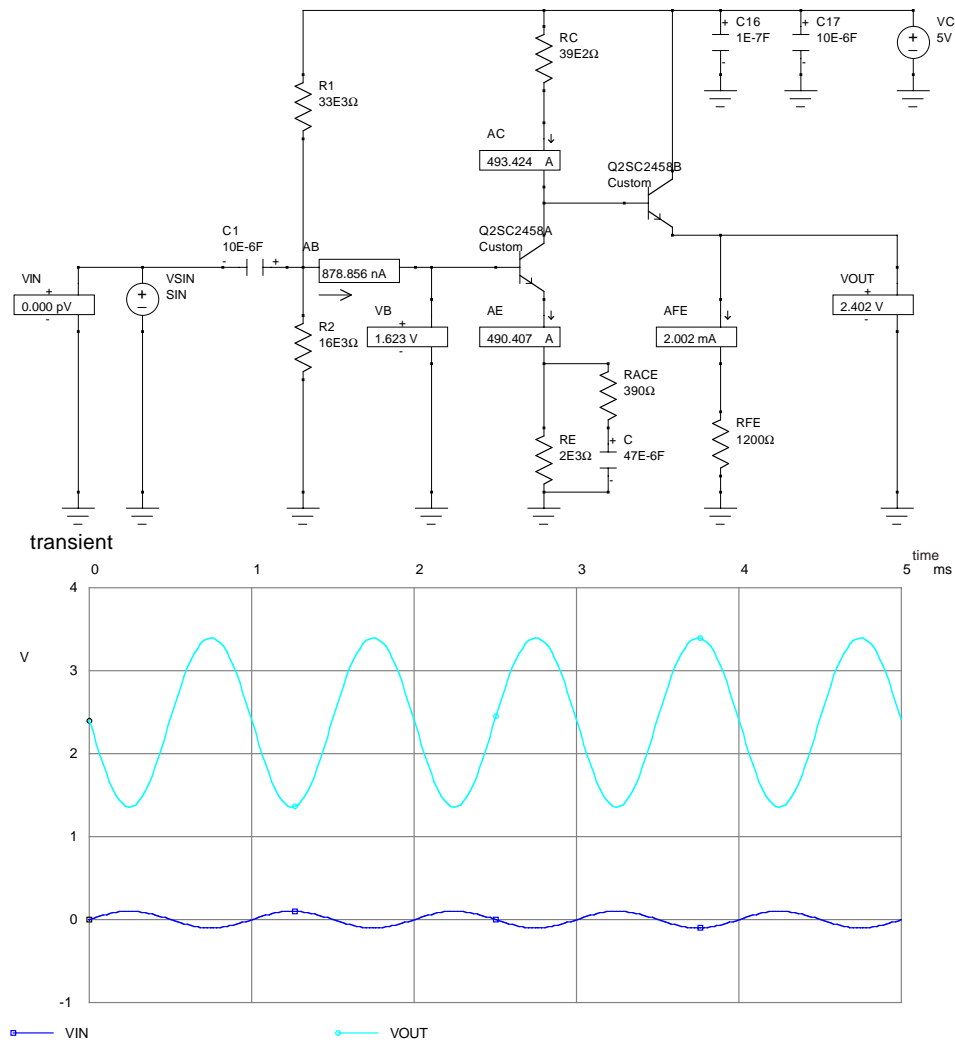 C16
1E-7F
+
-
C17
10E-6F
+
-
VC
5V
+
RC
39E2Ω
R1
33E3Ω
AC
493.424 A
Q2SC2458B
Custom
C1
10E-6F
-
+
AB
878.856 nA
Q2SC2458A
Custom
VIN
+
0.000 pV
-
VSIN
SIN
+
R2
16E3Ω
VB
+
1.623 V
-
AE
490.407 A
AFE
2.002 mA
VOUT
+
2.402 V
-
RACE
390Ω
RE
2E3Ω
+
C
47E-6F
-
RFE
1200Ω
transient
time
0 1 2 3 4 5 ms
4
V
3
2
1
0
-1
VIN
VOUT